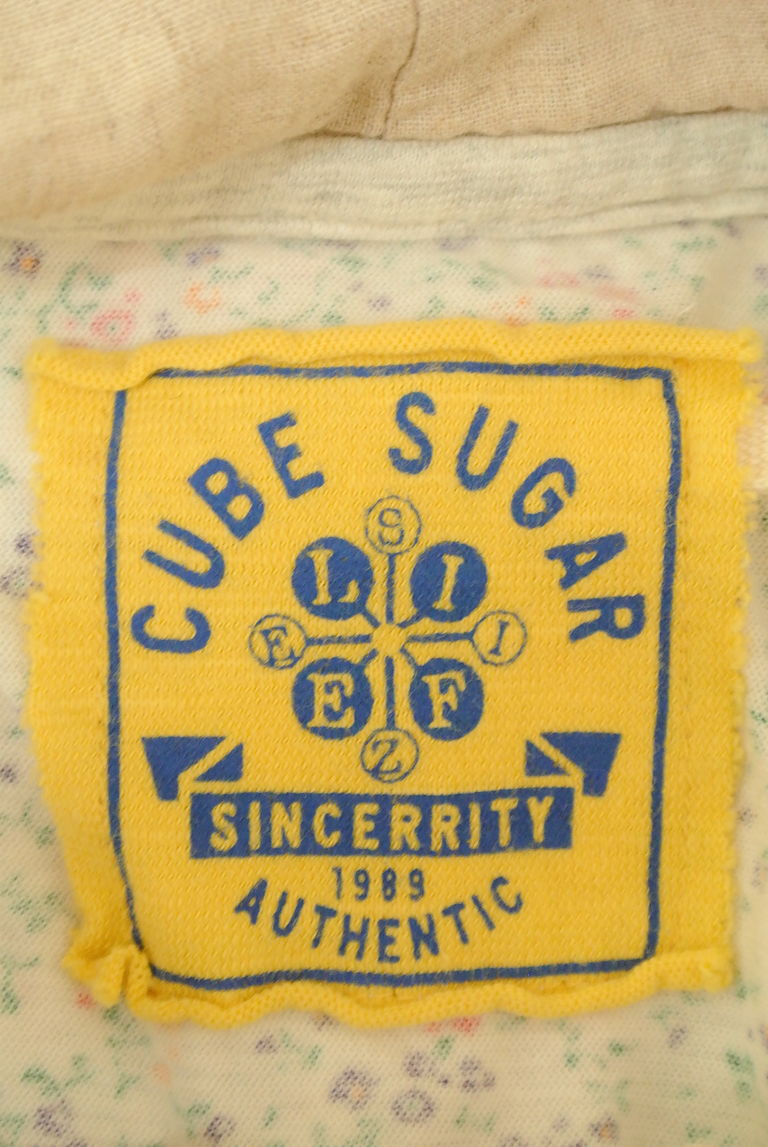 CUBE SUGAR
S
L I
E I
E F
Z
SINCERRITY
1989
AUTHENTIC